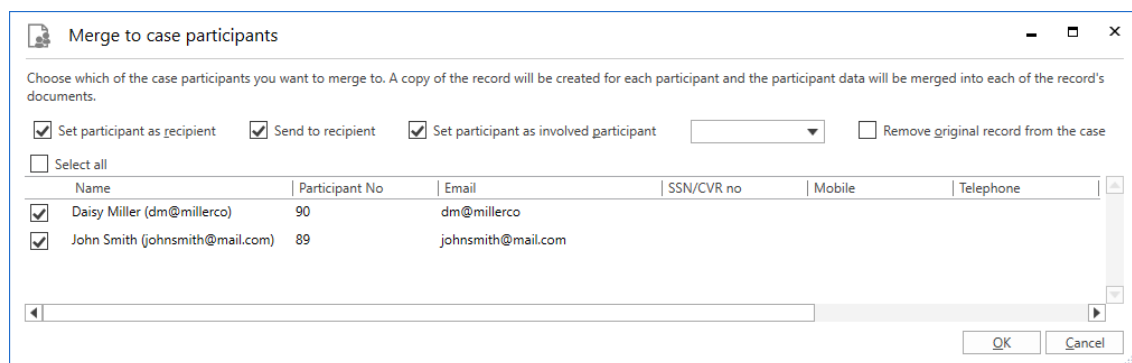 Merge to case participants
Choose which of the case participants you want to merge to. A copy of the record will be created for each participant and the participant data will be merged into each of the record's
documents.
Set participant as recipient Send to recipient Set participant as involved participant Remove original record from the case
Select all
Name Participant No Email SSN/CVR no Mobile Telephone
Daisy Miller (dm@millerco) 90 dm@millerco
John Smith (johnsmith@mail.com) 89 johnsmith@mail.com
OK Cancel